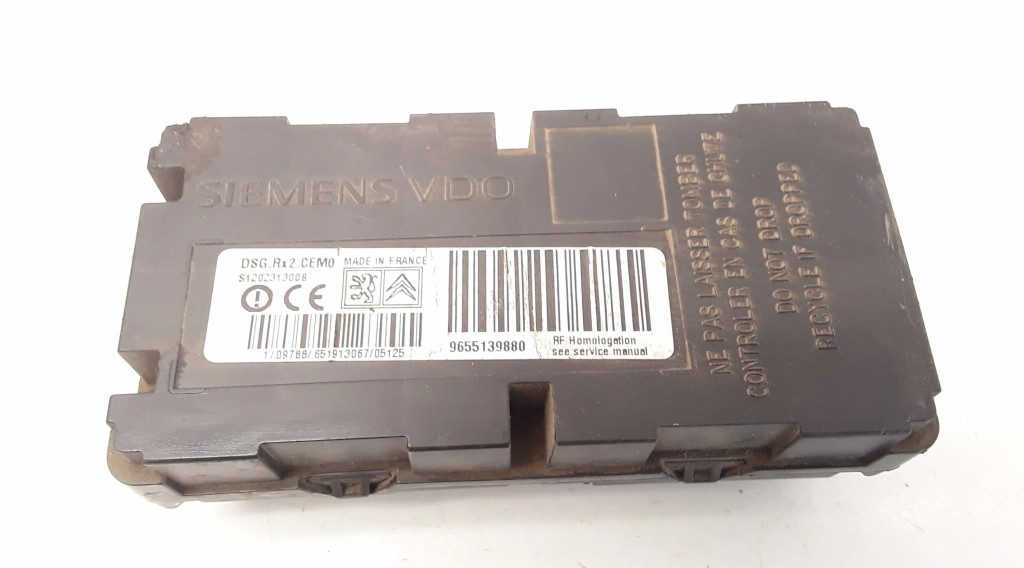 SIEMENS VDO
DSG.Rx2.CEM0 MADE IN FRANCE
S120231300B
CE
1/09788/651913067/05125
9655139880
RF Homologation
see service manual
NE PAS LAISSER TOMBER
CONTROLER EN CAS DE CHUTE
DO NOT DROP
RECYCLE IF DROPPED